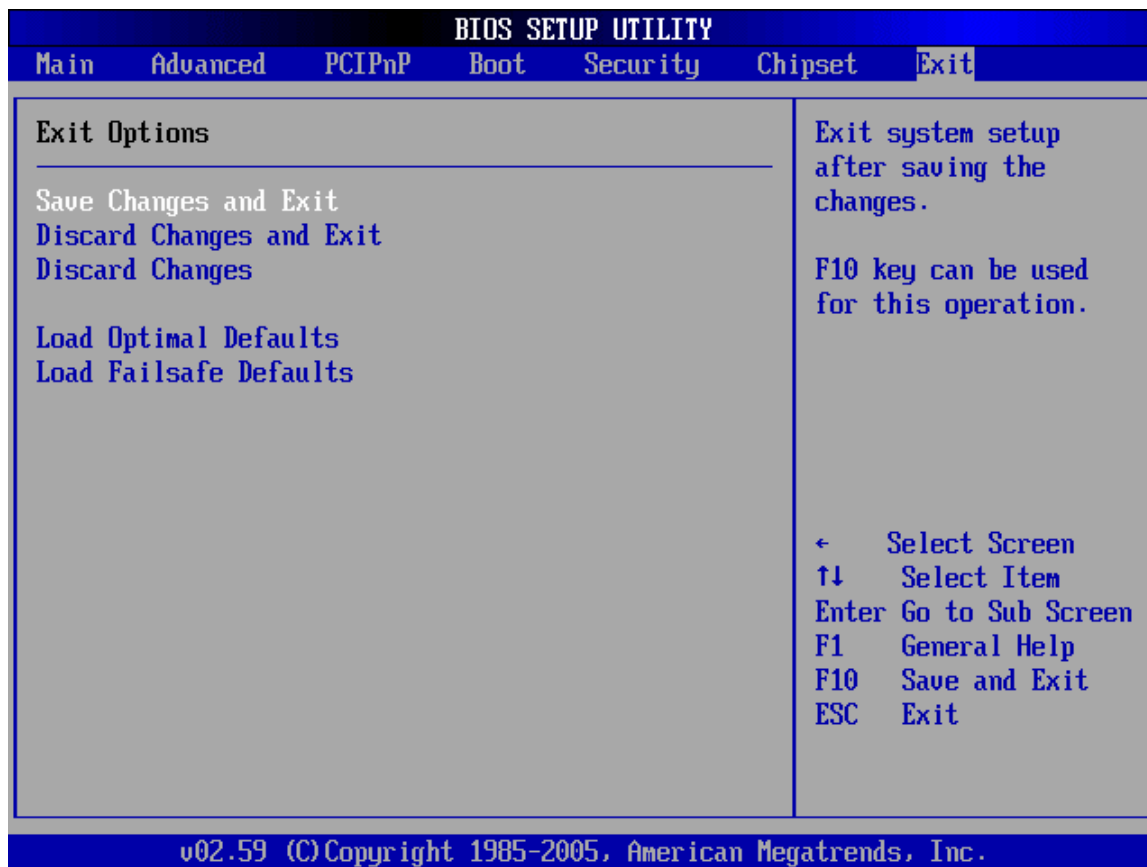 BIOS SETUP UTILITY
Main Advanced PCIPnP Boot Security Chipset Exit
Exit Options
Save Changes and Exit
Discard Changes and Exit
Discard Changes
Load Optimal Defaults
Load Failsafe Defaults
Exit system setup
after saving the
changes.
F10 key can be used
for this operation.
← Select Screen
↑↓ Select Item
Enter Go to Sub Screen
F1 General Help
F10 Save and Exit
ESC Exit
v02.59 (C)Copyright 1985-2005, American Megatrends, Inc.